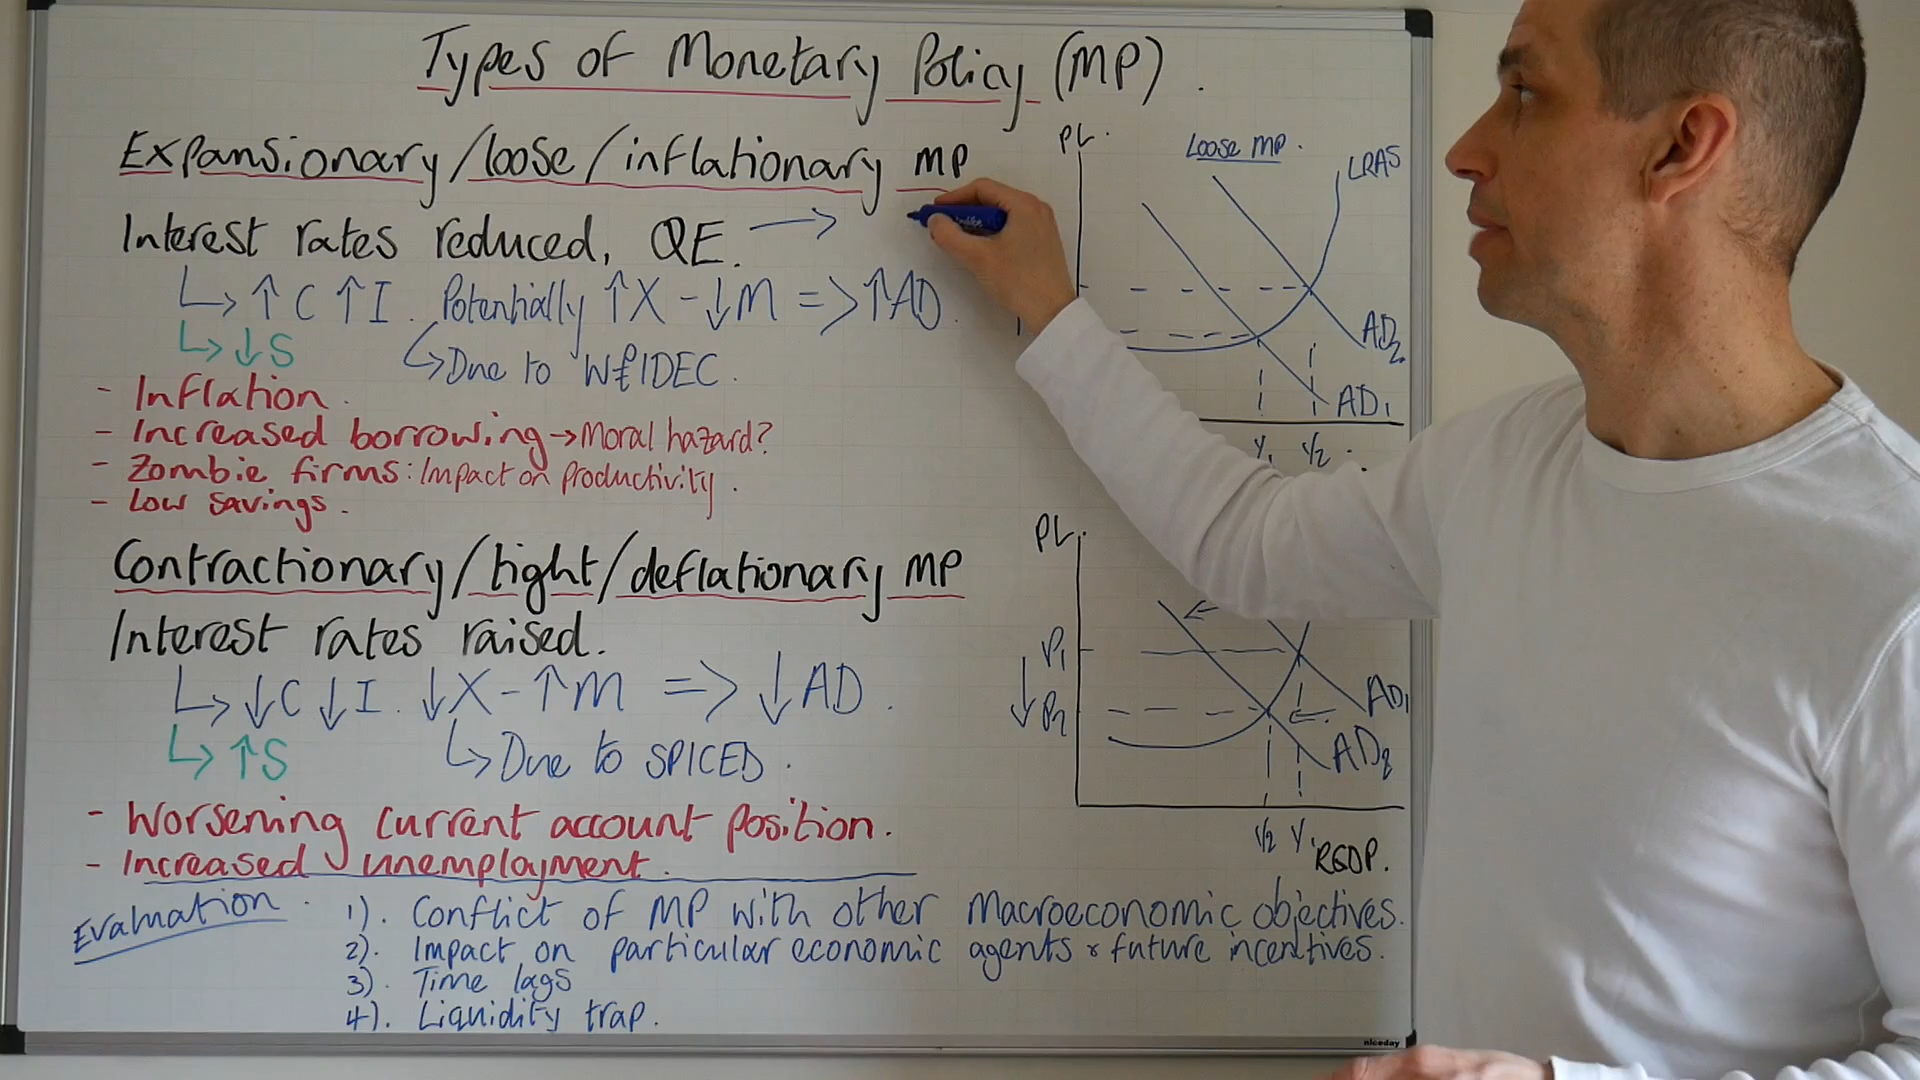 Types of Monetary Policy (MP).
Expansionary/loose/inflationary MP
Interest rates reduced, QE. →
↳ ↑C ↑I. Potentially ↑X - ↓M => ↑AD.
↳ ↓S
↳ Due to W£IDEC.
- Inflation.
- Increased borrowing → Moral hazard?
- Zombie firms: Impact on productivity.
- Low savings.
PL.
Loose MP.
LRAS
AD2
AD1
Y1 Y2
Contractionary/tight/deflationary MP
Interest rates raised.
↳ ↓C ↓I. ↓X - ↑M => ↓AD.
↳ ↑S
↳ Due to SPICED.
- Worsening current account position.
- Increased unemployment.
PL.
P1
↓ P2
AD1
AD2
Y2 Y1
RGDP.
Evaluation.
1). Conflict of MP with other Macroeconomic objectives.
2). Impact on particular economic agents & future incentives.
3). Time lags
4). Liquidity trap.
niceday